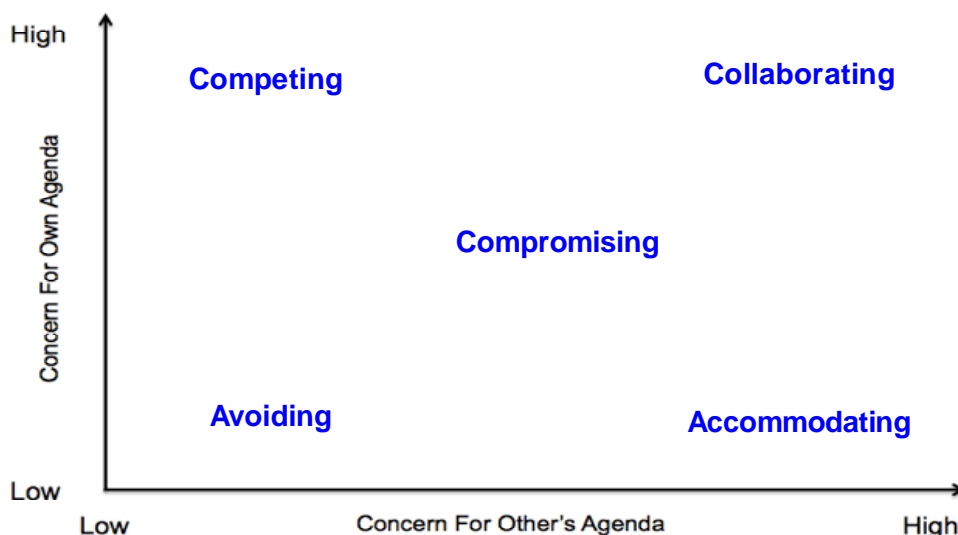 High
Competing
Collaborating
Concern For Own Agenda
Compromising
Avoiding
Accommodating
Low
Low
Concern For Other's Agenda
High